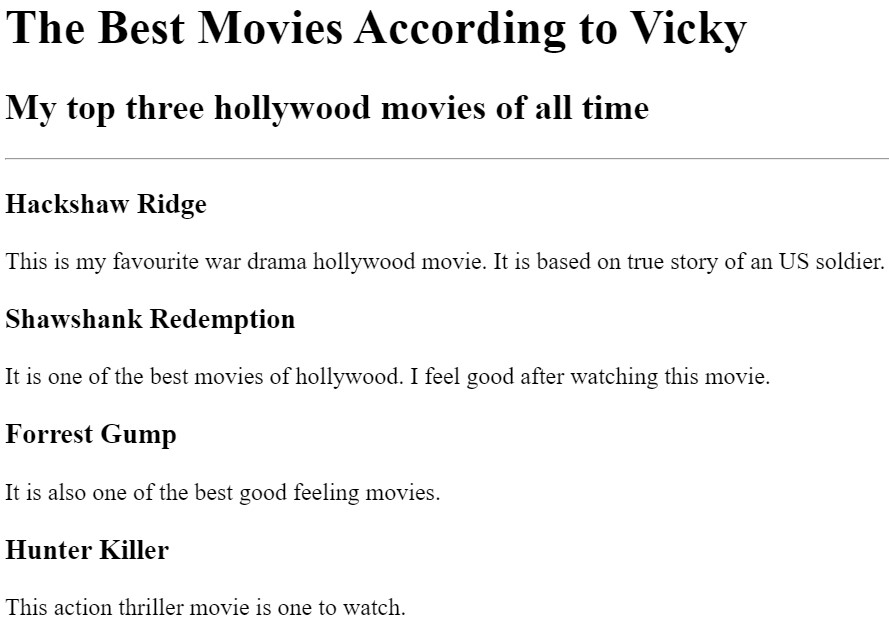 The Best Movies According to Vicky
My top three hollywood movies of all time
Hackshaw Ridge
This is my favourite war drama hollywood movie. It is based on true story of an US soldier.
Shawshank Redemption
It is one of the best movies of hollywood. I feel good after watching this movie.
Forrest Gump
It is also one of the best good feeling movies.
Hunter Killer
This action thriller movie is one to watch.